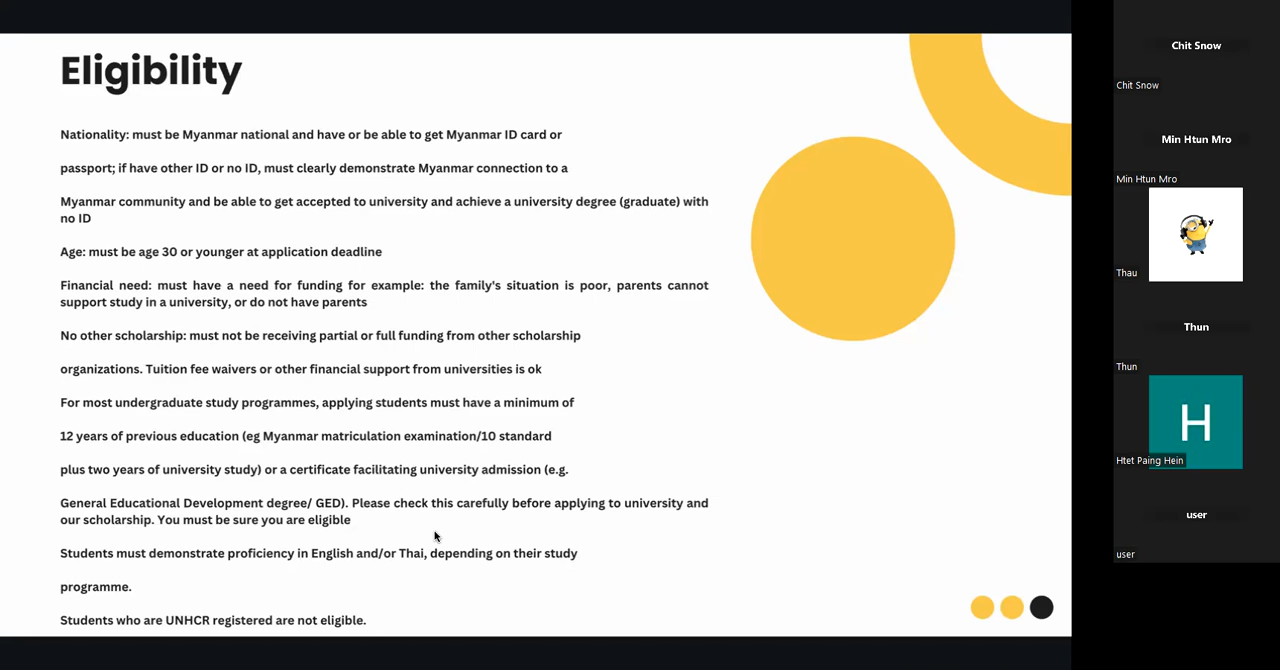 Eligibility
Nationality: must be Myanmar national and have or be able to get Myanmar ID card or
passport; if have other ID or no ID, must clearly demonstrate Myanmar connection to a
Myanmar community and be able to get accepted to university and achieve a university degree (graduate) with
no ID
Age: must be age 30 or younger at application deadline
Financial need: must have a need for funding for example: the family's situation is poor, parents cannot
support study in a university, or do not have parents
No other scholarship: must not be receiving partial or full funding from other scholarship
organizations. Tuition fee waivers or other financial support from universities is ok
For most undergraduate study programmes, applying students must have a minimum of
12 years of previous education (eg Myanmar matriculation examination/10 standard
plus two years of university study) or a certificate facilitating university admission (e.g.
General Educational Development degree/ GED). Please check this carefully before applying to university and
our scholarship. You must be sure you are eligible
Students must demonstrate proficiency in English and/or Thai, depending on their study
programme.
Students who are UNHCR registered are not eligible.
Chit Snow
Chit Snow
Min Htun Mro
Min Htun Mro
Thau
Thun
Thun
H
Htet Paing Hein
user
user